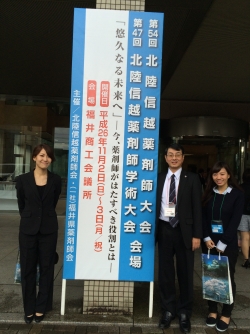 第54回 北陸信越薬剤師大会
第47回 北陸信越薬剤師学術大会 会場
「悠久なる未来へ」―今、薬剤師がはたすべき役割とは―
開催日 平成26年11月2日(日)～3日(月・祝)
会場 福井商工会議所
主催/北陸信越薬剤師会・一社福井県薬剤師会